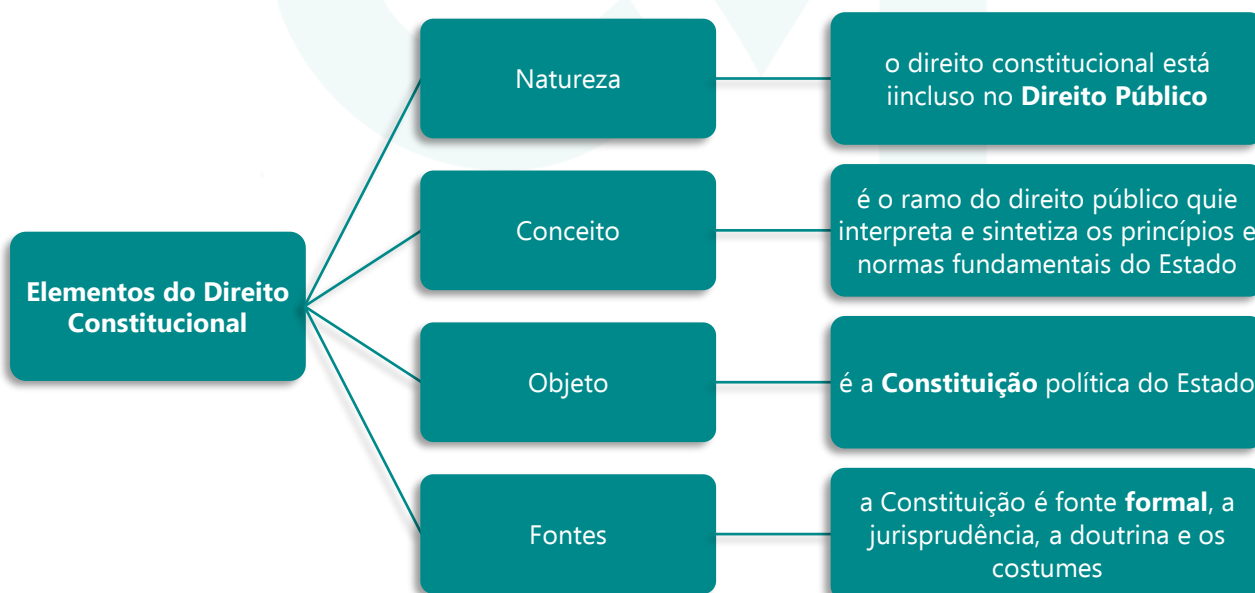 Elementos do Direito
Constitucional
Natureza
o direito constitucional está
iincluso no Direito Público
Conceito
é o ramo do direito público quie
interpreta e sintetiza os princípios e
normas fundamentais do Estado
Objeto
é a Constituição política do Estado
Fontes
a Constituição é fonte formal, a
jurisprudência, a doutrina e os
costumes